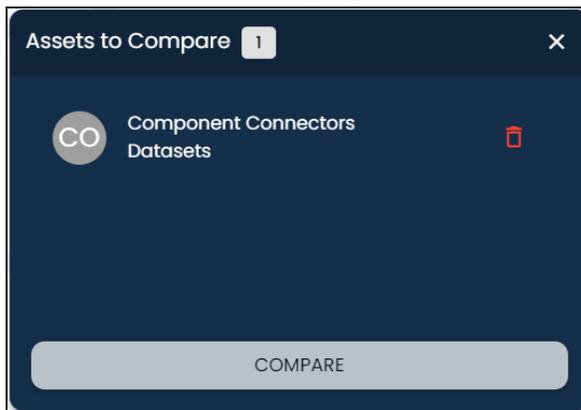 Assets to Compare 1
CO
Component Connectors
Datasets
COMPARE